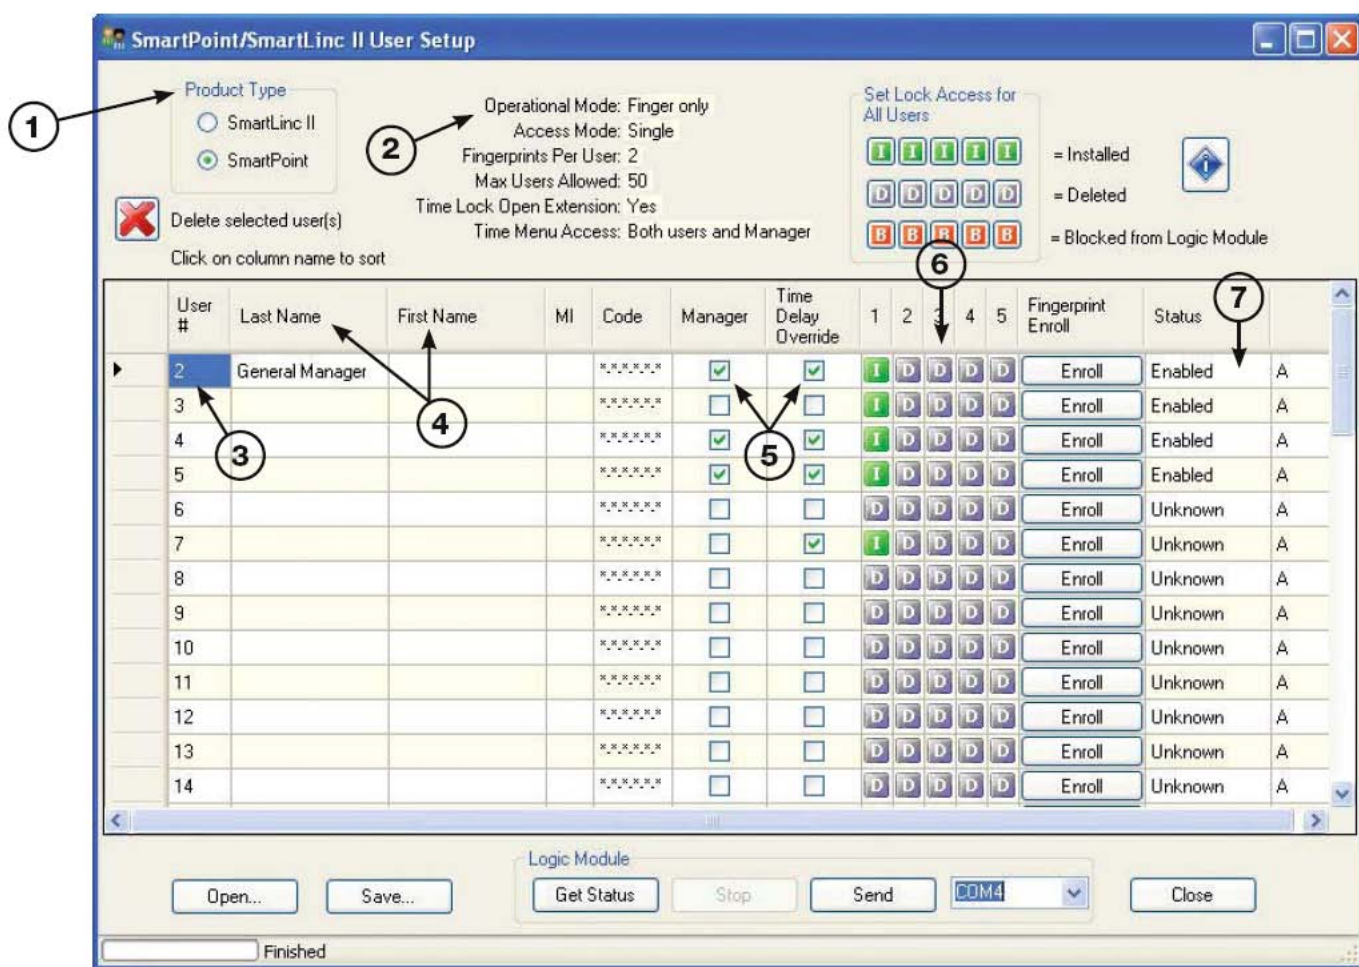 SmartPoint/SmartLinc II User Setup
1
Product Type
SmartLinc II
SmartPoint
2
Operational Mode: Finger only
Access Mode: Single
Fingerprints Per User: 2
Max Users Allowed: 50
Time Lock Open Extension: Yes
Time Menu Access: Both users and Manager
Set Lock Access for
All Users
I I I I I = Installed
D D D D D = Deleted
B B B B B = Blocked from Logic Module
i
Delete selected user(s)
Click on column name to sort
6
7
User # Last Name First Name MI Code Manager Time Delay Override 1 2 3 4 5 Fingerprint Enroll Status
2 General Manager ****** I D D D D Enroll Enabled A
3 ****** I D D D D Enroll Enabled A
4 ****** I D D D D Enroll Enabled A
5 ****** I D D D D Enroll Enabled A
6 ****** D D D D D Enroll Unknown A
7 ****** I D D D D Enroll Unknown A
8 ****** D D D D D Enroll Unknown A
9 ****** D D D D D Enroll Unknown A
10 ****** D D D D D Enroll Unknown A
11 ****** D D D D D Enroll Unknown A
12 ****** D D D D D Enroll Unknown A
13 ****** D D D D D Enroll Unknown A
14 ****** D D D D D Enroll Unknown A
3
4
5
Logic Module
Open... Save... Get Status Stop Send COM4 Close
Finished